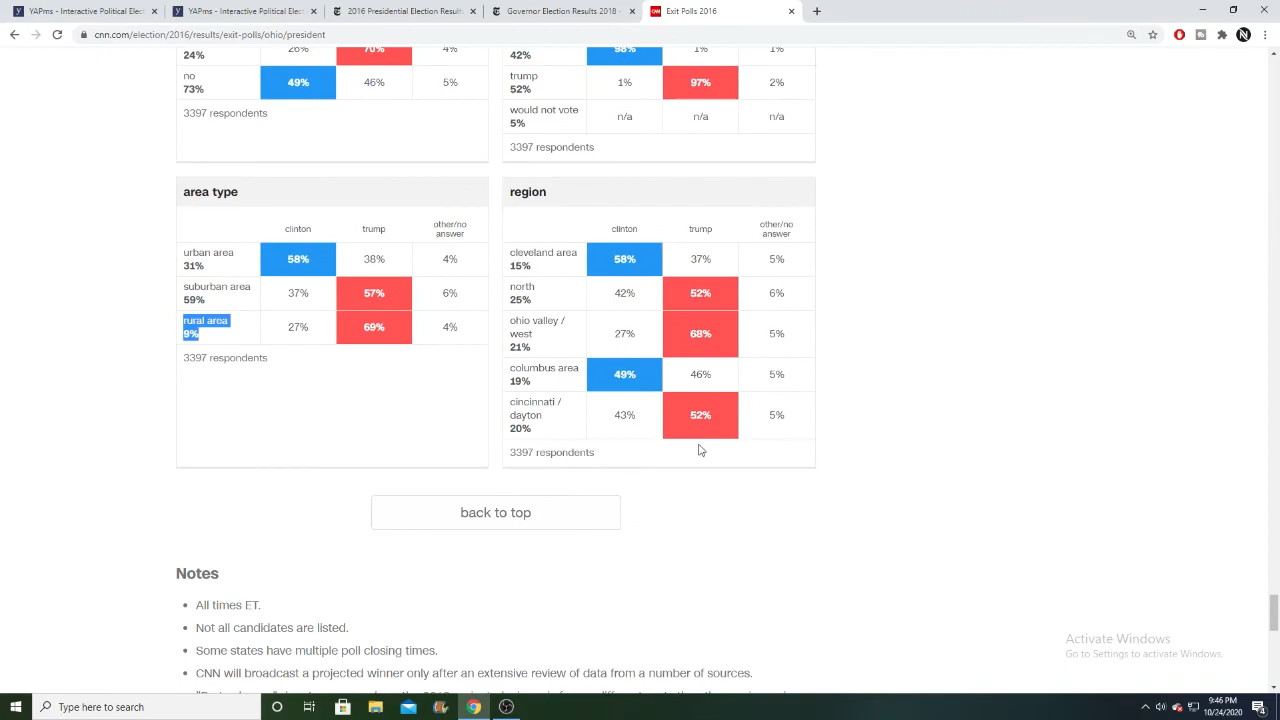 YAPms - Interactive Political Elect
YAPms - Interactive Political Elect
2016 Presidential Election Results
Governor Election Results 2018 -
Exit Polls 2016
cnn.com/election/2016/results/exit-polls/ohio/president
24% 26% 70% 4%
no
73% 49% 46% 5%
3397 respondents
42% 98% 1% 1%
trump
52% 1% 97% 2%
would not vote
5% n/a n/a n/a
3397 respondents
area type
clinton trump other/no answer
urban area
31% 58% 38% 4%
suburban area
59% 37% 57% 6%
rural area
9% 27% 69% 4%
3397 respondents
region
clinton trump other/no answer
cleveland area
15% 58% 37% 5%
north
25% 42% 52% 6%
ohio valley /
west
21% 27% 68% 5%
columbus area
19% 49% 46% 5%
cincinnati /
dayton
20% 43% 52% 5%
3397 respondents
back to top
Notes
All times ET.
Not all candidates are listed.
Some states have multiple poll closing times.
CNN will broadcast a projected winner only after an extensive review of data from a number of sources.
Activate Windows
Go to Settings to activate Windows.
Type here to search
9:46 PM
10/24/2020